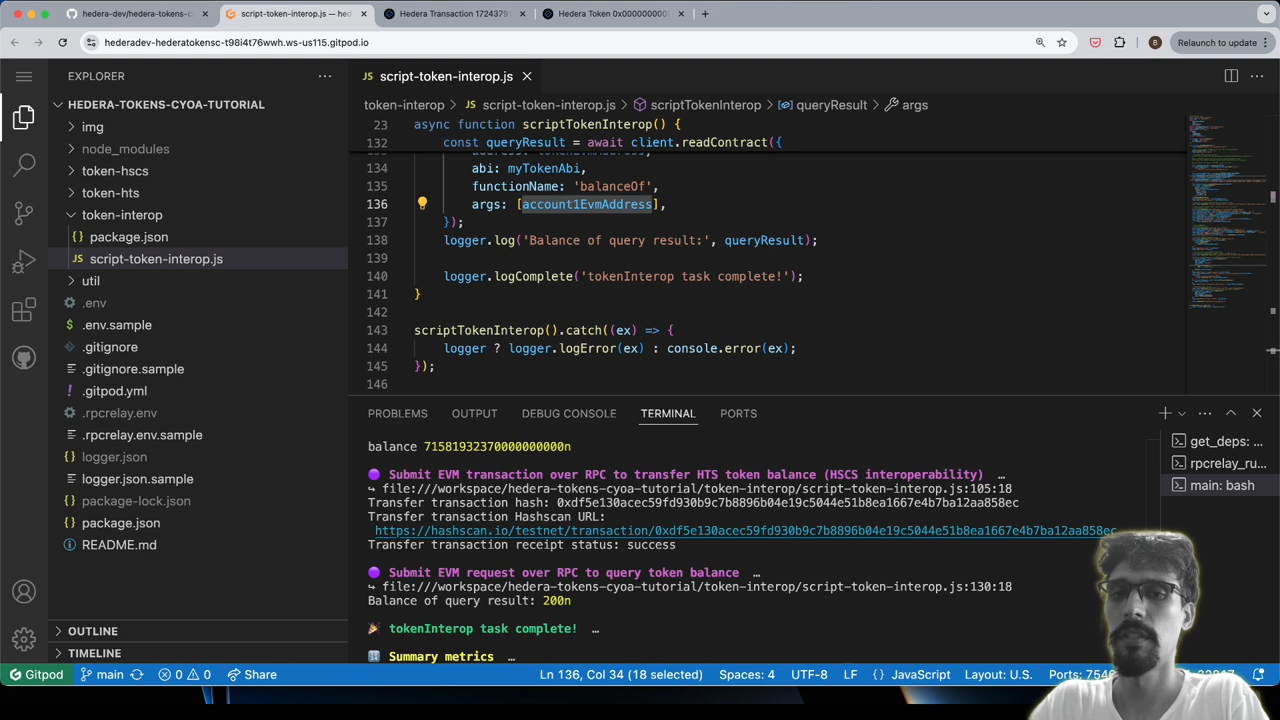 hedera-dev/hedera-tokens-c
script-token-interop.js — hed
Hedera Transaction 1724379
Hedera Token 0x0000000000
hederadev-hederatokensc-t98i4t76wwh.ws-us115.gitpod.io
B
Relaunch to update
EXPLORER
HEDERA-TOKENS-CYOA-TUTORIAL
img
node_modules
token-hscs
token-hts
token-interop
package.json
JS script-token-interop.js
util
.env
$ .env.sample
.gitignore
.gitignore.sample
! .gitpod.yml
.rpcrelay.env
.rpcrelay.env.sample
logger.json
logger.json.sample
package-lock.json
package.json
README.md
OUTLINE
TIMELINE
JS script-token-interop.js
token-interop > JS script-token-interop.js > scriptTokenInterop > queryResult > args
23 async function scriptTokenInterop() {
132 const queryResult = await client.readContract({
134 abi: myTokenAbi,
135 functionName: 'balanceOf',
136 args: [account1EvmAddress],
137 });
138 logger.log('Balance of query result:', queryResult);
139
140 logger.logComplete('tokenInterop task complete!');
141 }
142
143 scriptTokenInterop().catch((ex) => {
144 logger ? logger.logError(ex) : console.error(ex);
145 });
146
PROBLEMS OUTPUT DEBUG CONSOLE TERMINAL PORTS
balance 71581932370000000000n
Submit EVM transaction over RPC to transfer HTS token balance (HSCS interoperability) …
↪ file:///workspace/hedera-tokens-cyoa-tutorial/token-interop/script-token-interop.js:105:18
Transfer transaction hash: 0xdf5e130acec59fd930b9c7b8896b04e19c5044e51b8ea1667e4b7ba12aa858ec
Transfer transaction Hashscan URL:
https://hashscan.io/testnet/transaction/0xdf5e130acec59fd930b9c7b8896b04e19c5044e51b8ea1667e4b7ba12aa858ec
Transfer transaction receipt status: success
Submit EVM request over RPC to query token balance …
↪ file:///workspace/hedera-tokens-cyoa-tutorial/token-interop/script-token-interop.js:130:18
Balance of query result: 200n
tokenInterop task complete! …
Summary metrics …
get_deps: ...
rpcrelay_ru...
main: bash
Gitpod main 0 0 Share Ln 136, Col 34 (18 selected) Spaces: 4 UTF-8 LF {} JavaScript Layout: U.S. Ports: 7546